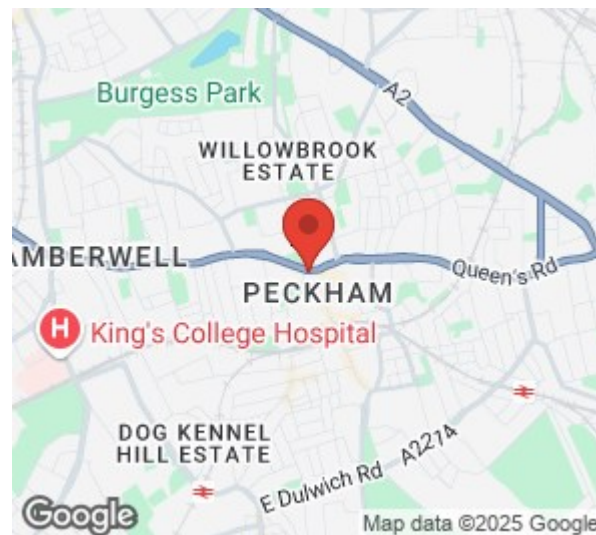 Burgess Park
A2
WILLOWBROOK
ESTATE
AMBERWELL
Queen's Rd
PECKHAM
H
King's College Hospital
DOG KENNEL
HILL ESTATE
A2214
E Dulwich Rd
Google
Map data ©2025 Google